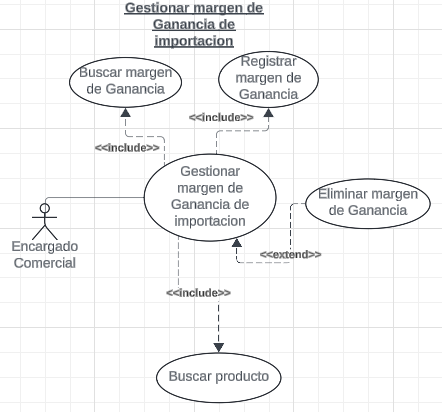 Gestionar margen de
Ganancia de
importacion
Buscar margen
de Ganancia
Registrar
margen de
Ganancia
<<include>>
<<include>>
Gestionar
margen de
Ganancia de
importacion
Eliminar margen
de Ganancia
Encargado
Comercial
<<extend>>
<<include>>
Buscar producto